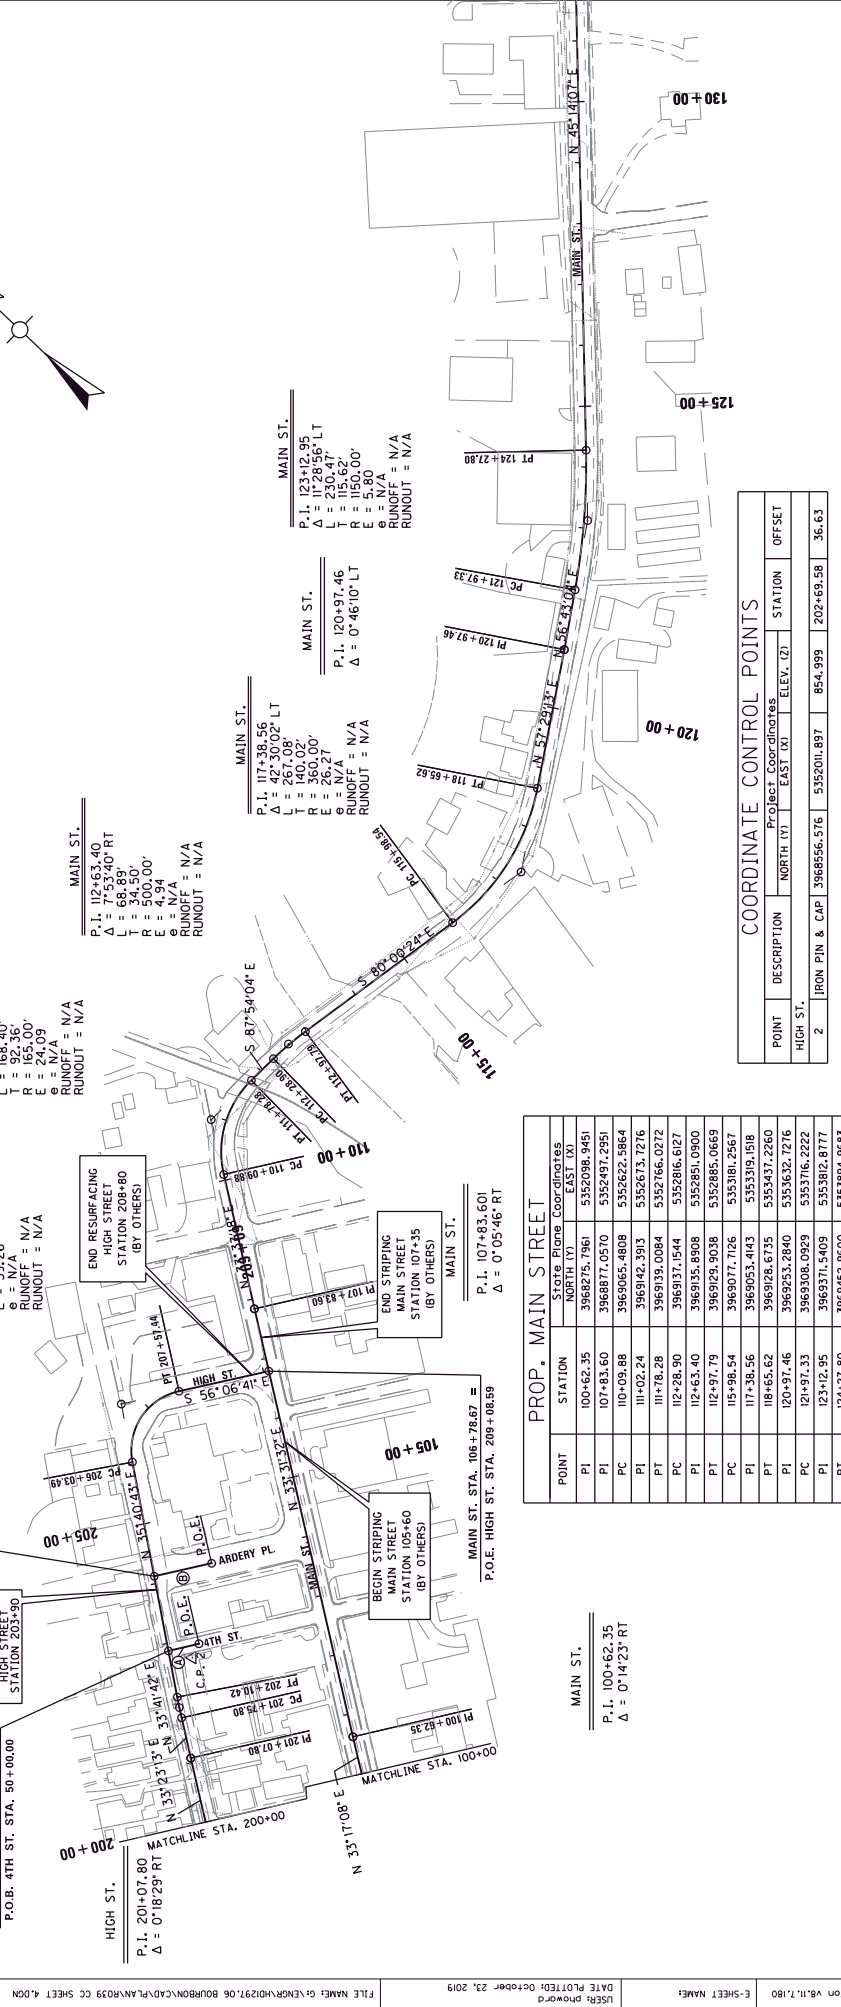 130+00
N 45°14'07" E
MAIN ST.
125+00
PT 124+27.80
MAIN ST.
P.I. 123+12.95
Δ = 11°28'56" LT
L = 230.47'
T = 115.62'
R = 1150.00'
E = 5.80
e = N/A
RUNOFF = N/A
RUNOUT = N/A
PC 121+97.33
N 56°43'04" E
PI 120+97.46
MAIN ST.
P.I. 120+97.46
Δ = 0°46'10" LT
N 57°29'13" E
120+00
PT 118+65.62
MAIN ST.
P.I. 117+38.56
Δ = 42°30'02" LT
L = 267.08'
T = 140.02'
R = 360.00'
E = 26.27
e = N/A
RUNOFF = N/A
RUNOUT = N/A
PC 115+98.54
S 80°00'24" E
115+00
MAIN ST.
P.I. 112+63.40
Δ = 7°53'40" RT
L = 68.89'
T = 34.50'
R = 500.00'
E = 4.94
e = N/A
RUNOFF = N/A
RUNOUT = N/A
S 87°54'04" E
PT 112+97.79
PC 112+28.90
PT 111+78.28
L = 168.40'
T = 92.36'
R = 165.00'
E = 24.09
e = N/A
RUNOFF = N/A
RUNOUT = N/A
110+00
PC 110+09.88
e = N/A
RUNOFF = N/A
RUNOUT = N/A
END RESURFACING
HIGH STREET
STATION 208+80
(BY OTHERS)
209+09
PI 107+83.60
END STRIPING
MAIN STREET
STATION 107+35
(BY OTHERS)
MAIN ST.
P.I. 107+83.601
Δ = 0°05'46" RT
PT 207+57.44
HIGH ST.
S 56°06'41" E
MAIN ST. STA. 106+78.67 =
P.O.E. HIGH ST. STA. 209+08.59
PC 206+03.49
N 33°31'32" E
105+00
205+00
N 35°40'43" E
P.O.E.
ARDERY PL.
B
BEGIN STRIPING
MAIN STREET
STATION 105+60
(BY OTHERS)
MAIN ST.
HIGH STREET
STATION 203+90
P.O.E.
4TH ST.
A
C.P. 2
P.O.B. 4TH ST. STA. 50+00.00
N 33°41'42" E
PT 202+10.42
PC 201+75.80
N 33°23'13" E
PI 201+07.80
PI 100+62.35
MATCHLINE STA. 100+00
MATCHLINE STA. 200+00
200+00
N 33°17'08" E
HIGH ST.
P.I. 201+07.80
Δ = 0°18'29" RT
MAIN ST.
P.I. 100+62.35
Δ = 0°14'23" RT
COORDINATE CONTROL POINTS
POINT DESCRIPTION Project Coordinates STATION OFFSET
NORTH (Y) EAST (X) ELEV. (Z)
HIGH ST.
2 IRON PIN & CAP 3968556.576 5352011.897 854.999 202+69.58 36.63
PROP. MAIN STREET
POINT STATION State Plane Coordinates
NORTH (Y) EAST (X)
PI 100+62.35 3968275.7961 5352098.9451
PI 107+83.60 3968877.0570 5352497.2951
PC 110+09.88 3969065.4808 5352622.5864
PI 111+02.24 3969142.3913 5352673.7276
PT 111+78.28 3969139.0084 5352766.0272
PC 112+28.90 3969137.1544 5352816.6127
PI 112+63.40 3969135.8908 5352851.0900
PT 112+97.79 3969129.9038 5352885.0669
PC 115+98.54 3969077.7126 5353181.2567
PI 117+38.56 3969053.4143 5353319.1518
PT 118+65.62 3969128.6735 5353437.2260
PI 120+97.46 3969253.2840 5353632.7276
PC 121+97.33 3969308.0929 5353716.2222
PI 123+12.95 3969371.5409 5353812.8777
FILE NAME: G:\ENGR\HD1297.06 BOURBON\CAD\PLAN\R039 CC SHEET 4.DGN
DATE PLOTTED: October 23, 2019
USER: phoward
E-SHEET NAME:
v8.11.7.180